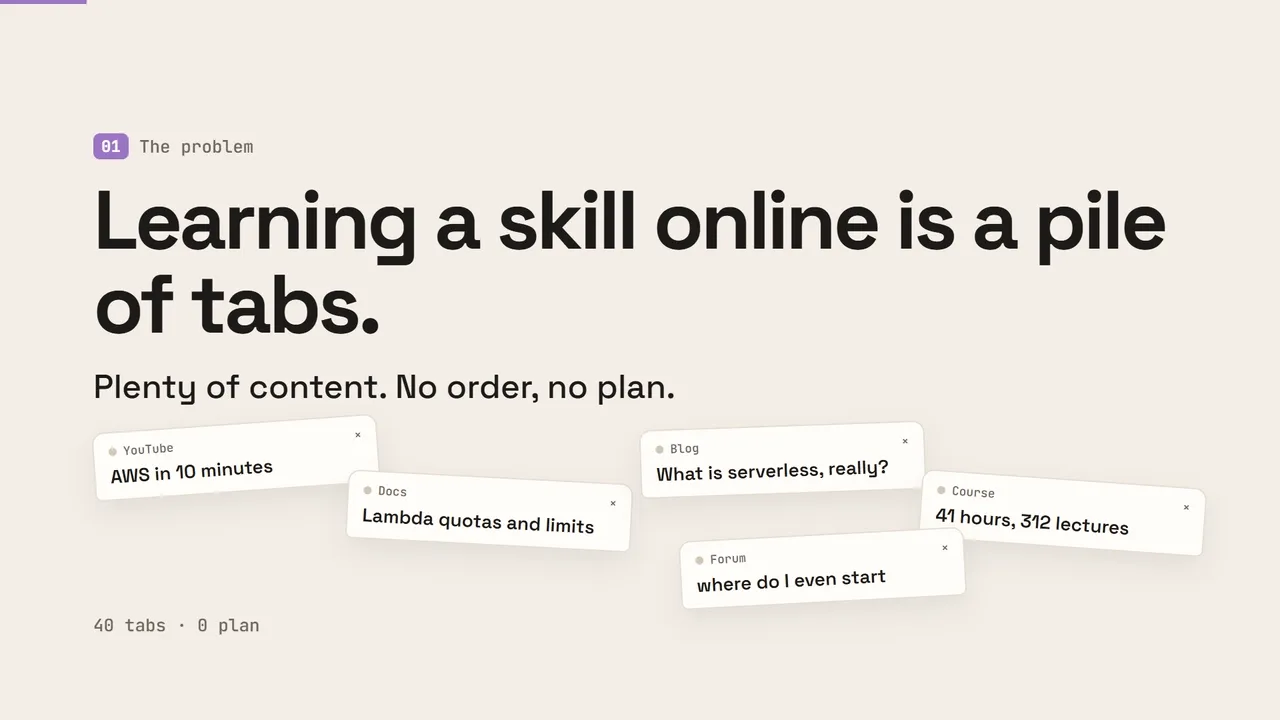 01 The problem
Learning a skill online is a pile
of tabs.
Plenty of content. No order, no plan.
YouTube ×
AWS in 10 minutes
Docs ×
Lambda quotas and limits
Blog ×
What is serverless, really?
Course ×
41 hours, 312 lectures
Forum ×
where do I even start
40 tabs · 0 plan